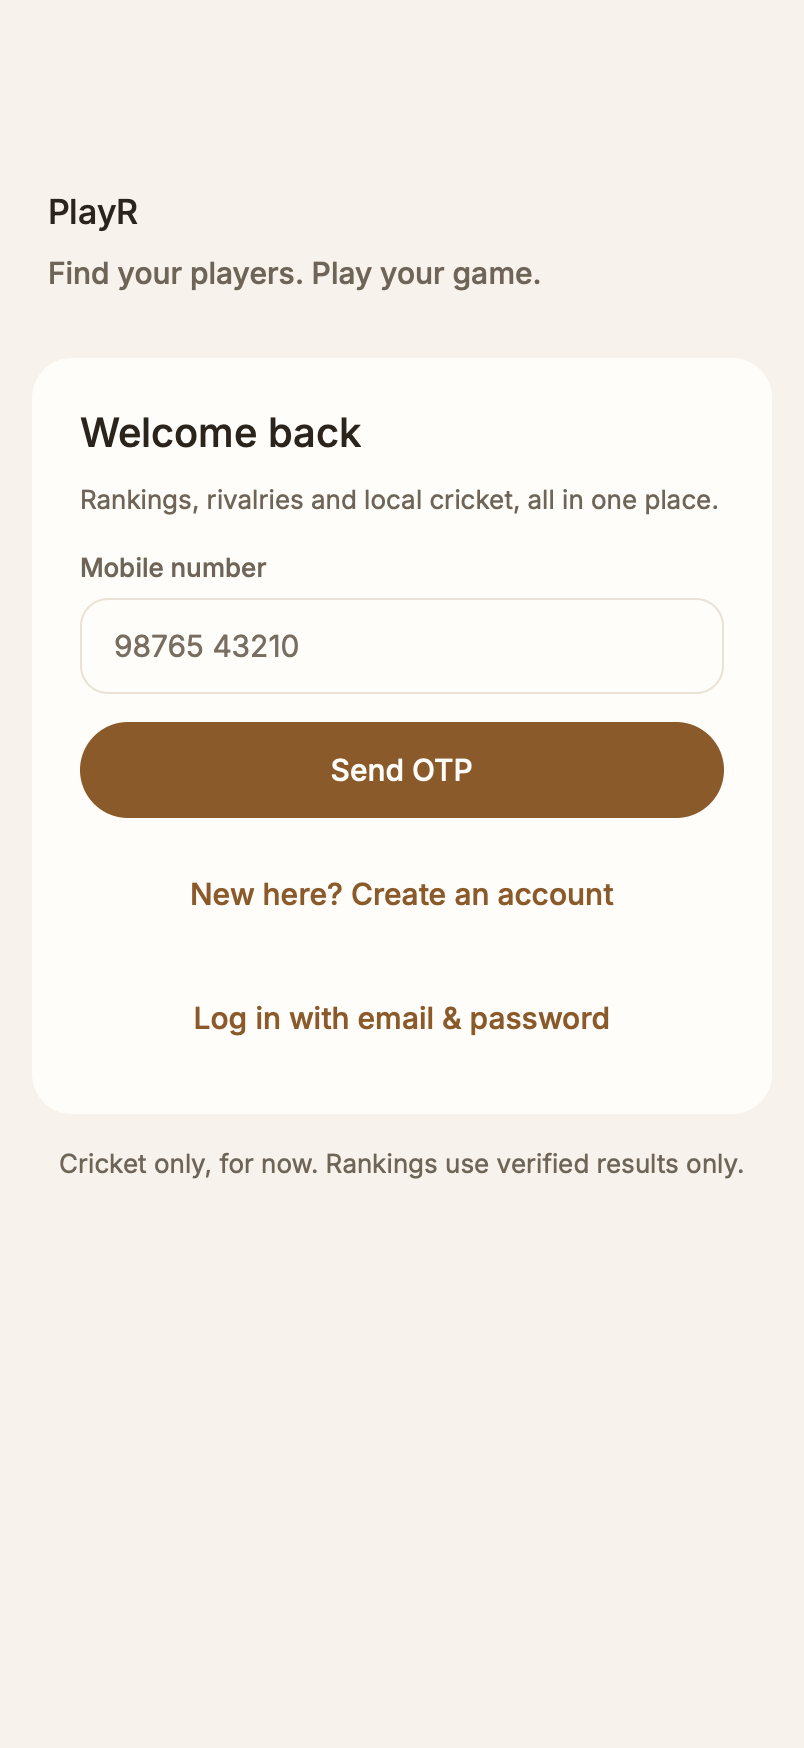 PlayR
Find your players. Play your game.
Welcome back
Rankings, rivalries and local cricket, all in one place.
Mobile number
98765 43210
Send OTP
New here? Create an account
Log in with email & password
Cricket only, for now. Rankings use verified results only.